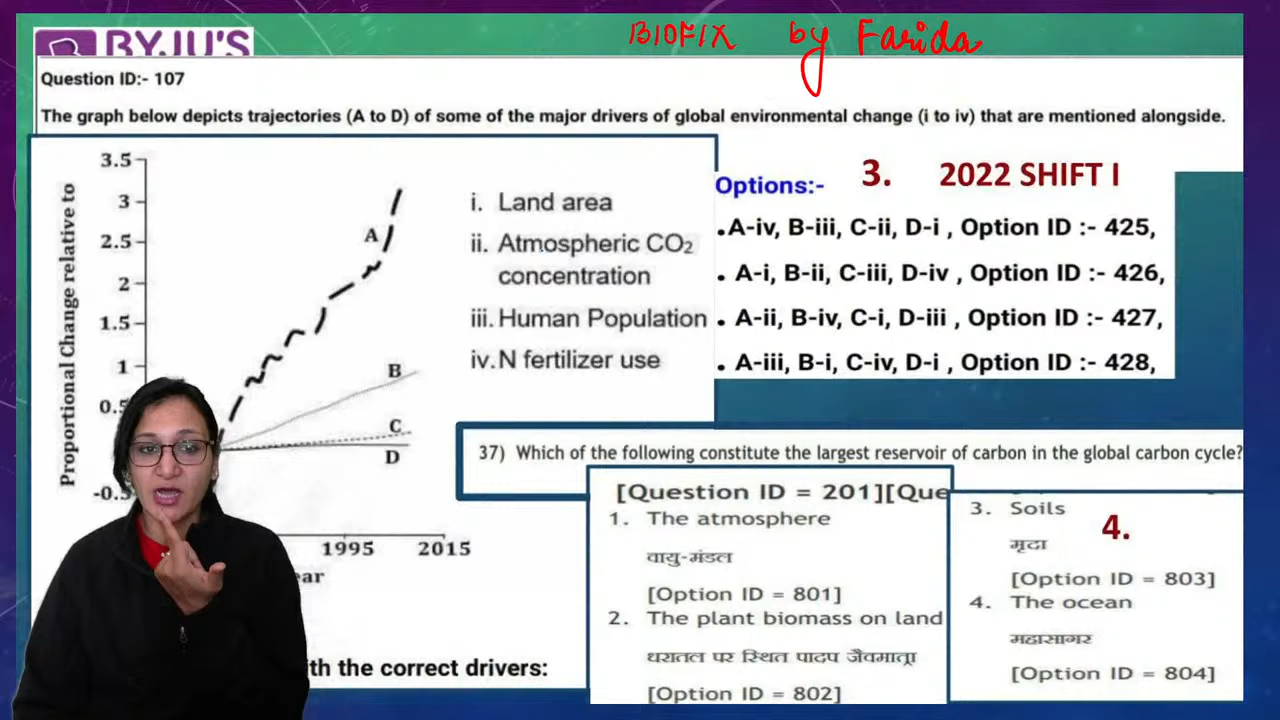 BIOFIX by Farida
BYJU'S
Question ID:- 107
The graph below depicts trajectories (A to D) of some of the major drivers of global environmental change (i to iv) that are mentioned alongside.
Proportional Change relative to
3.5
3
2.5
2
1.5
1
0.5
-0.5
A
B
C
D
1995 2015
i. Land area
ii. Atmospheric CO₂
concentration
iii. Human Population
iv. N fertilizer use
Options:- 3. 2022 SHIFT I
.A-iv, B-iii, C-ii, D-i , Option ID :- 425,
. A-i, B-ii, C-iii, D-iv , Option ID :- 426,
. A-ii, B-iv, C-i, D-iii , Option ID :- 427,
. A-iii, B-i, C-iv, D-i , Option ID :- 428,
the correct drivers:
37) Which of the following constitute the largest reservoir of carbon in the global carbon cycle?
[Question ID = 201][Que
1. The atmosphere
वायु-मंडल
[Option ID = 801]
2. The plant biomass on land
धरातल पर स्थित पादप जैवमात्रा
[Option ID = 802]
3. Soils
4.
मृदा
[Option ID = 803]
4. The ocean
महासागर
[Option ID = 804]